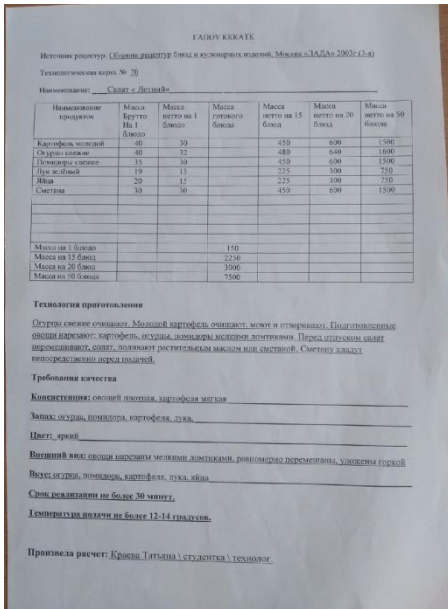 ГАПОУ ККАТК
Источник рецептур: Сборник рецептур блюд и кулинарных изделий, Москва «ЛАДА» 2003г (3-я)
Технологическая карта № 20
Наименование: Салат « Летний»
Наименование продуктов Масса Брутто На 1 блюдо Масса нетто на 1 блюдо Масса готового блюда Масса нетто на 15 блюд Масса нетто на 20 блюд Масса нетто на 50 блюд
Картофель молодой 40 30 450 600 1500
Огурцы свежие 40 32 480 640 1600
Помидоры свежие 35 30 450 600 1500
Лук зелёный 19 15 225 300 750
Яйца 20 15 225 300 750
Сметана 30 30 450 600 1500
Масса на 1 блюдо 150
Масса на 15 блюд 2250
Масса на 20 блюд 3000
Масса на 50 блюд 7500
Технология приготовления
Огурцы свежие очищают. Молодой картофель очищают, моют и отваривают. Подготовленные
овощи нарезают: картофель, огурцы, помидоры мелкими ломтиками. Перед отпуском салат
перемешивают, солят, поливают растительным маслом или сметаной. Сметану кладут
непосредственно перед подачей.
Требования качества
Консистенция: овощей плотная, картофеля мягкая
Запах: огурца, помидора, картофеля, лука,
Цвет: яркий
Внешний вид: овощи нарезаны мелкими ломтиками, равномерно перемешаны, уложены горкой
Вкус: огурца, помидора, картофеля, лука, яйца
Срок реализации не более 30 минут.
Температура подачи не более 12-14 градусов.
Произвела расчет: Краева Татьяна \ студентка \ технолог.